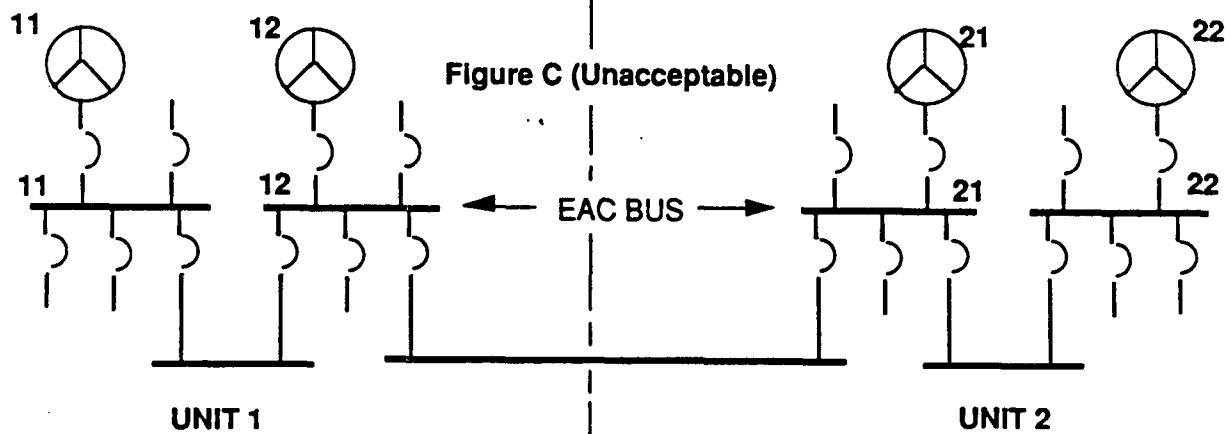 11
12
21
22
Figure C (Unacceptable)
11
12
EAC BUS
21
22
UNIT 1
UNIT 2